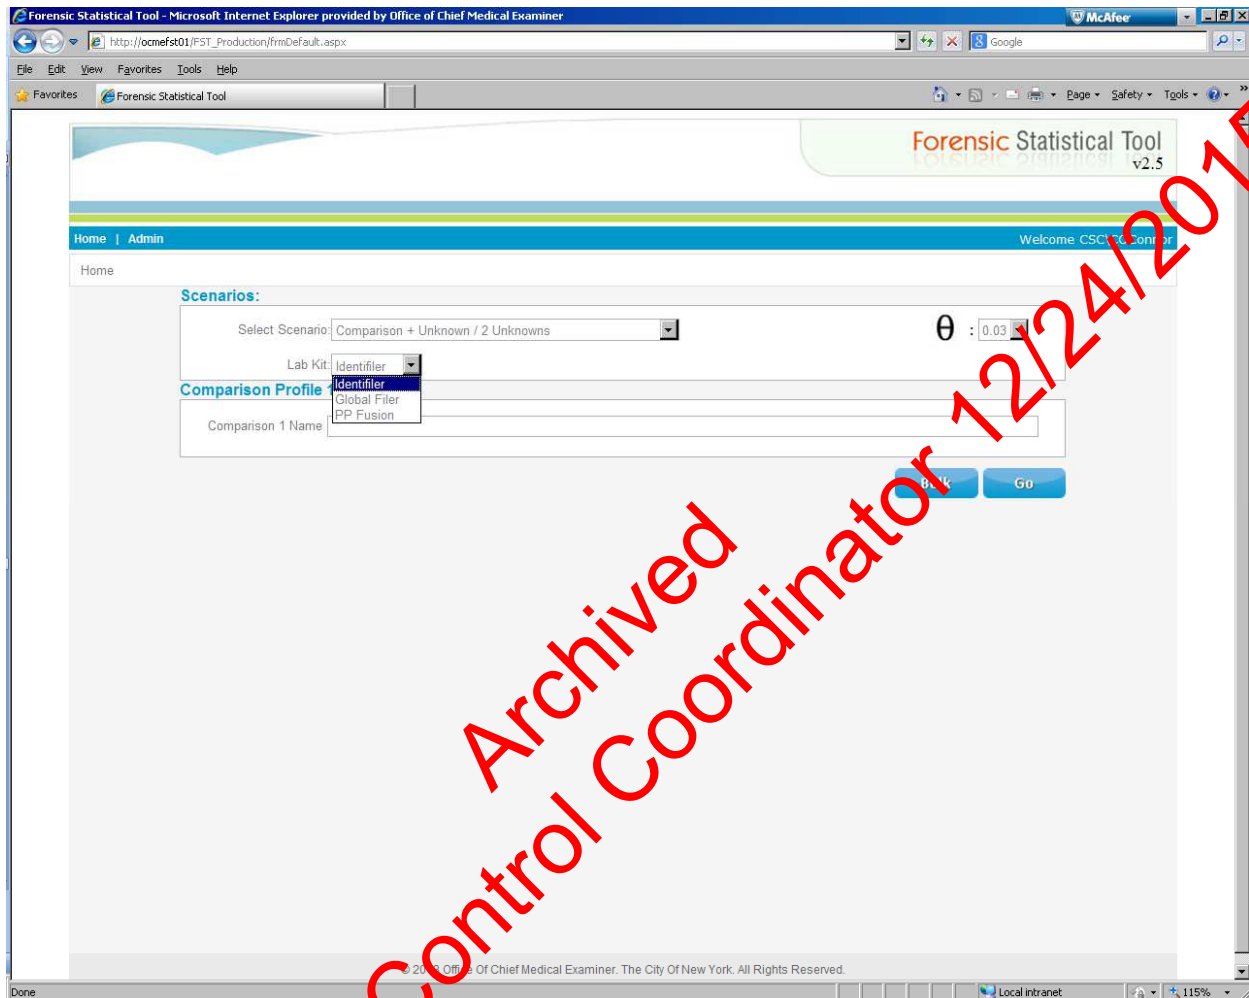 Forensic Statistical Tool - Microsoft Internet Explorer provided by Office of Chief Medical Examiner
McAfee
http://ocmefst01/FST_Production/frmDefault.aspx
Google
File Edit View Favorites Tools Help
Favorites Forensic Statistical Tool
Page Safety Tools
Forensic Statistical Tool
v2.5
Home | Admin
Welcome
Home
Scenarios:
Select Scenario: Comparison + Unknown / 2 Unknowns
θ : 0.03
Lab Kit: Identifiler
Identifiler
Global Filer
PP Fusion
Comparison Profile 1
Comparison 1 Name
Bulk Go
Archived
Control Coordinator 12/24/2015
Office Of Chief Medical Examiner. The City Of New York. All Rights Reserved.
Done
Local intranet
115%